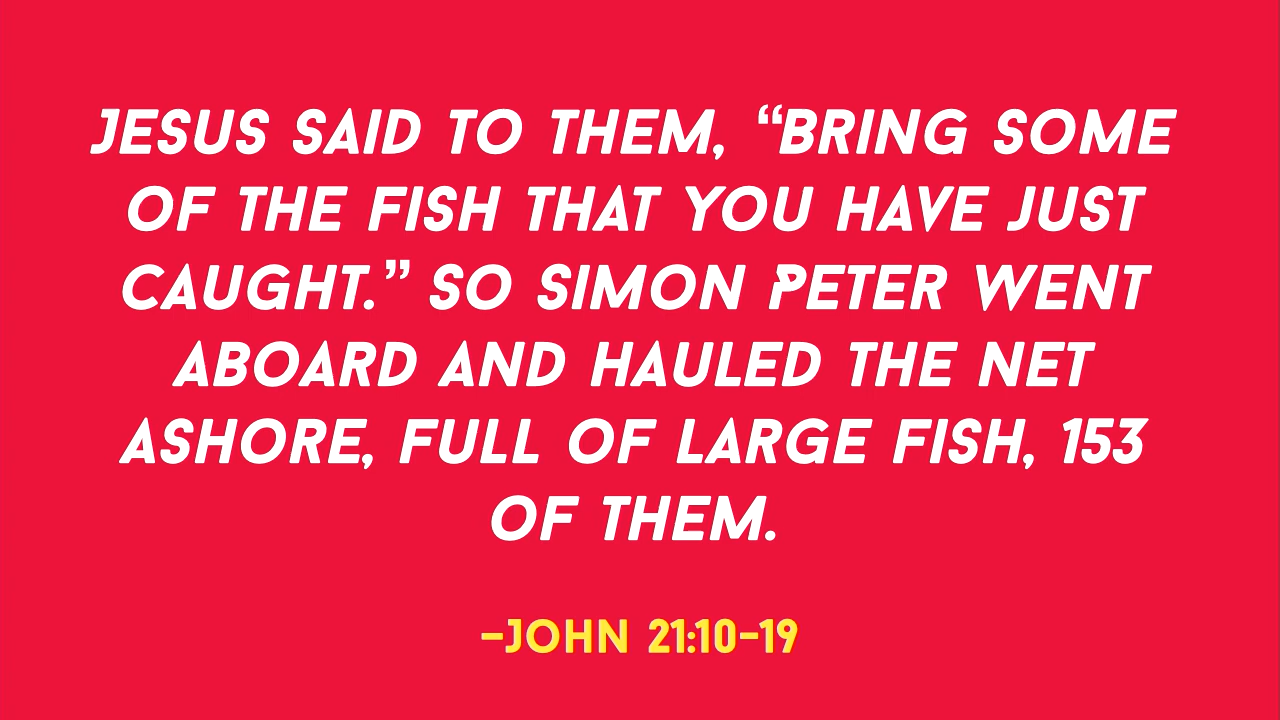 JESUS SAID TO THEM, “BRING SOME
OF THE FISH THAT YOU HAVE JUST
CAUGHT.” SO SIMON PETER WENT
ABOARD AND HAULED THE NET
ASHORE, FULL OF LARGE FISH, 153
OF THEM.
–JOHN 21:10–19